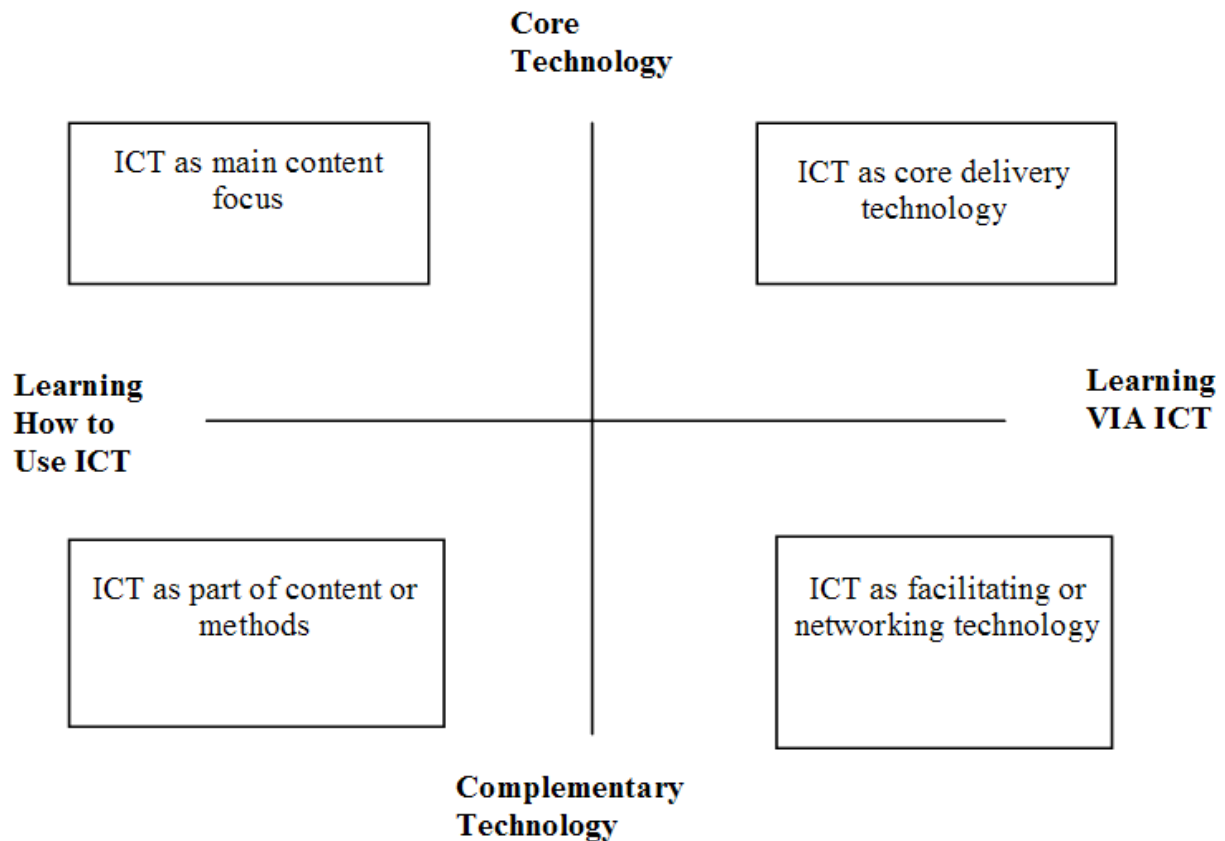 Core
Technology
ICT as main content
focus
ICT as core delivery
technology
Learning
How to
Use ICT
Learning
VIA ICT
ICT as part of content or
methods
ICT as facilitating or
networking technology
Complementary
Technology